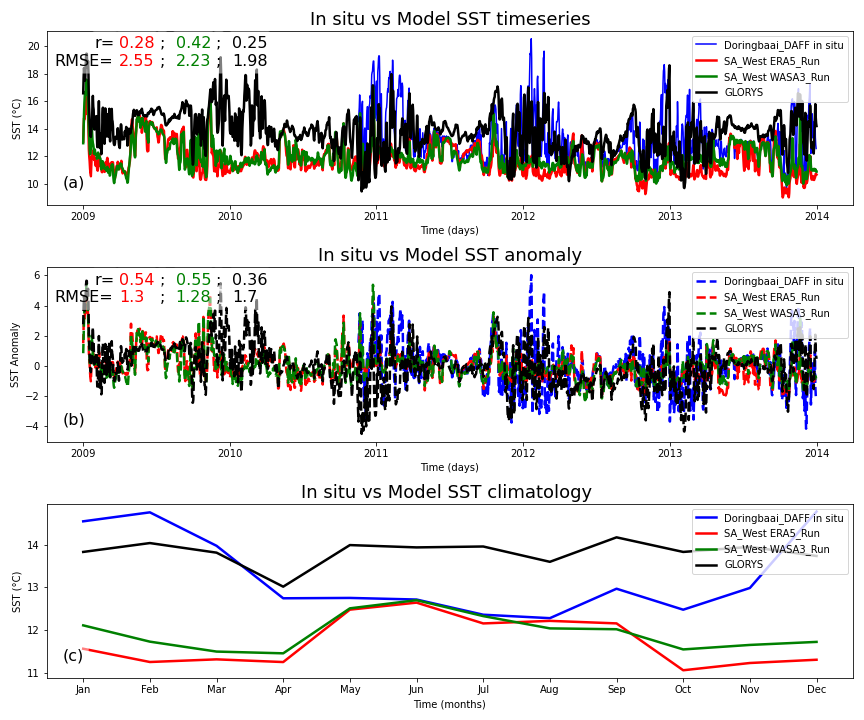 In situ vs Model SST timeseries
r= 0.28 ; 0.42 ; 0.25
RMSE= 2.55 ; 2.23 ; 1.98
Doringbaai_DAFF in situ
SA_West ERA5_Run
SA_West WASA3_Run
GLORYS
SST (°C)
20
18
16
14
12
10
(a)
2009 2010 2011 2012 2013 2014
Time (days)
In situ vs Model SST anomaly
r= 0.54 ; 0.55 ; 0.36
RMSE= 1.3 ; 1.28 ; 1.7
Doringbaai_DAFF in situ
SA_West ERA5_Run
SA_West WASA3_Run
GLORYS
SST Anomaly
6
4
2
0
−2
−4
(b)
2009 2010 2011 2012 2013 2014
Time (days)
In situ vs Model SST climatology
Doringbaai_DAFF in situ
SA_West ERA5_Run
SA_West WASA3_Run
GLORYS
SST (°C)
14
13
12
11
(c)
Jan Feb Mar Apr May Jun Jul Aug Sep Oct Nov Dec
Time (months)